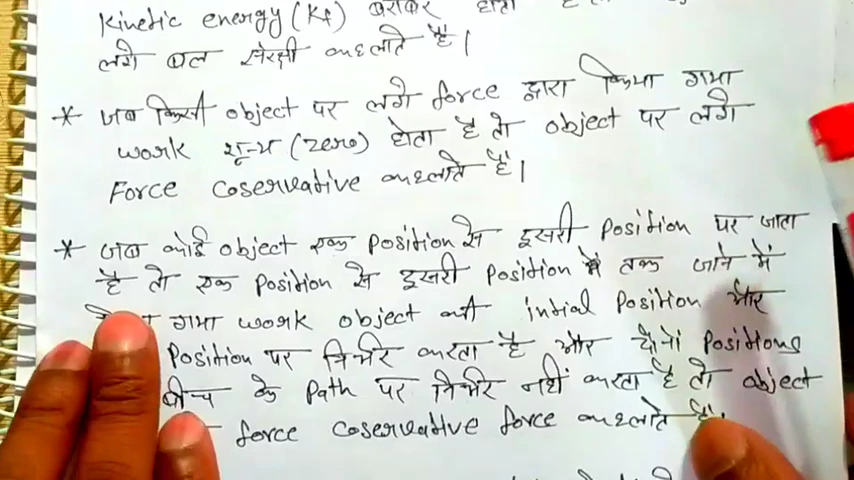 Kinetic energy (Kf) बराबर होता है
लगे बल संरक्षी कहलाते है।
* जब किसी object पर लगे force द्वारा किया गया
work शून्य (zero) होता है तो object पर लगे
Force coservative कहलाते है।
* जब कोई object एक position से दूसरी Position पर जाता
है तो एक position से दूसरी position तक जाने में
गया work object की intial position और
Position पर निर्भर करता है और दोनों positions
बीच के Path पर निर्भर नहीं करता है तो object
force coservative force कहलाते है।